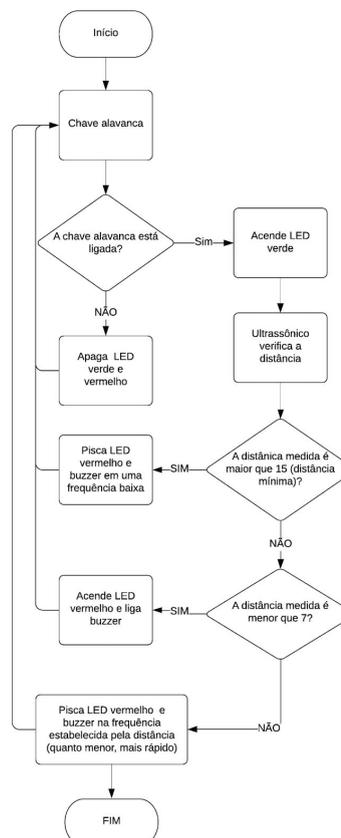 Início
Chave alavanca
A chave alavanca está
ligada?
Sim
Acende LED
verde
NÃO
Ultrassônico
verifica a
distância
Apaga LED
verde e
vermelho
A distânica medida é
maior que 15 (distância
mínima)?
SIM
Pisca LED
vermelho e
buzzer em uma
frequência baixa
NÃO
A distância medida é
menor que 7?
SIM
Acende LED
vermelho e liga
buzzer
NÃO
Pisca LED vermelho e
buzzer na frequência
estabelecida pela distância
(quanto menor, mais rápido)
FIM